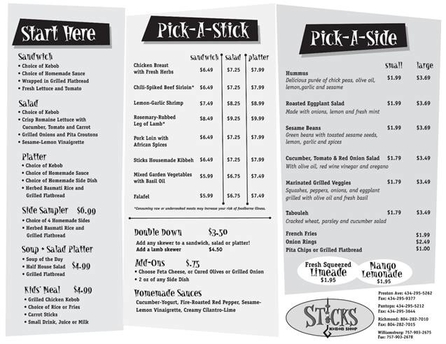 Start Here
Sandwich
• Choice of Kebob
• Choice of Homemade Sauce
• Wrapped in Grilled Flatbread
• Fresh Lettuce and Tomato
Salad
• Choice of Kebob
• Crisp Romaine Lettuce with
Cucumber, Tomato and Carrot
• Grilled Onions and Pita Croutons
• Sesame-Lemon Vinaigrette
Platter
• Choice of Kebob
• Choice of Homemade Sauce
• Choice of Homemade Side Dish
• Herbed Basmati Rice and
Grilled Flatbread
Side Sampler $6.99
• Choice of 4 Homemade Sides
• Herbed Basmati Rice and
Grilled Flatbread
Soup & Salad Platter
• Soup of the Day
• Half House Salad $4.99
• Grilled Flatbread
Kids' Meal $4.99
• Grilled Chicken Kebob
• Choice of Rice or Fries
• Carrot Sticks
• Small Drink, Juice or Milk
Pick-A-Stick
sandwich salad platter
Chicken Breast
with Fresh Herbs $6.49 $7.25 $7.99
Chili-Spiked Beef Sirloin* $6.49 $7.25 $7.99
Lemon-Garlic Shrimp $7.49 $8.25 $8.99
Rosemary-Rubbed
Leg of Lamb* $8.49 $9.25 $9.99
Pork Loin with
African Spices $6.49 $7.25 $7.99
Sticks Housemade Kibbeh $6.49 $7.25 $7.99
Mixed Garden Vegetables
with Basil Oil $5.99 $6.75 $7.49
Falafel $5.99 $6.75 $7.49
*Consuming raw or undercooked meats may increase your risk of foodborne illness.
Double Down $3.50
Add any skewer to a sandwich, salad or platter!
Add a lamb skewer $4.50
Add-Ons $.75
• Choose Feta Cheese, or Cured Olives or Grilled Onion
• 2 oz of any Side Dish
Homemade Sauces
Cucumber-Yogurt, Fire-Roasted Red Pepper, Sesame-
Lemon Vinaigrette, Creamy Cilantro-Lime
Pick-A-Side
small large
Hummus $1.99 $3.69
Delicious purée of chick peas, olive oil,
lemon, garlic and sesame
Roasted Eggplant Salad $1.99 $3.69
Made with onions, lemon and fresh mint
Sesame Beans $1.99 $3.69
Green beans with toasted sesame seeds,
lemon, garlic and spices
Cucumber, Tomato & Red Onion Salad $1.79 $3.49
With olive oil, red wine vinegar and oregano
Marinated Grilled Veggies $1.79 $3.49
Squashes, peppers, onions, and eggplant
grilled with olive oil and fresh basil
Tabouleh $1.79 $3.49
Cracked wheat, parsley and cucumber salad
French Fries $1.99
Onion Rings $2.49
Pita Chips or Grilled Flatbread $1.00
Fresh Squeezed
Limeade
$1.95
Mango
Lemonade
$1.95
STICKS
KEBOB SHOP
Preston Ave: 434-295-5262
Fax: 434-295-9377
Pantops: 434-295-5212
Fax: 434-295-3644
Richmond: 804-282-7010
Fax: 804-282-7015
Williamsburg: 757-903-2675
Fax: 757-903-2678